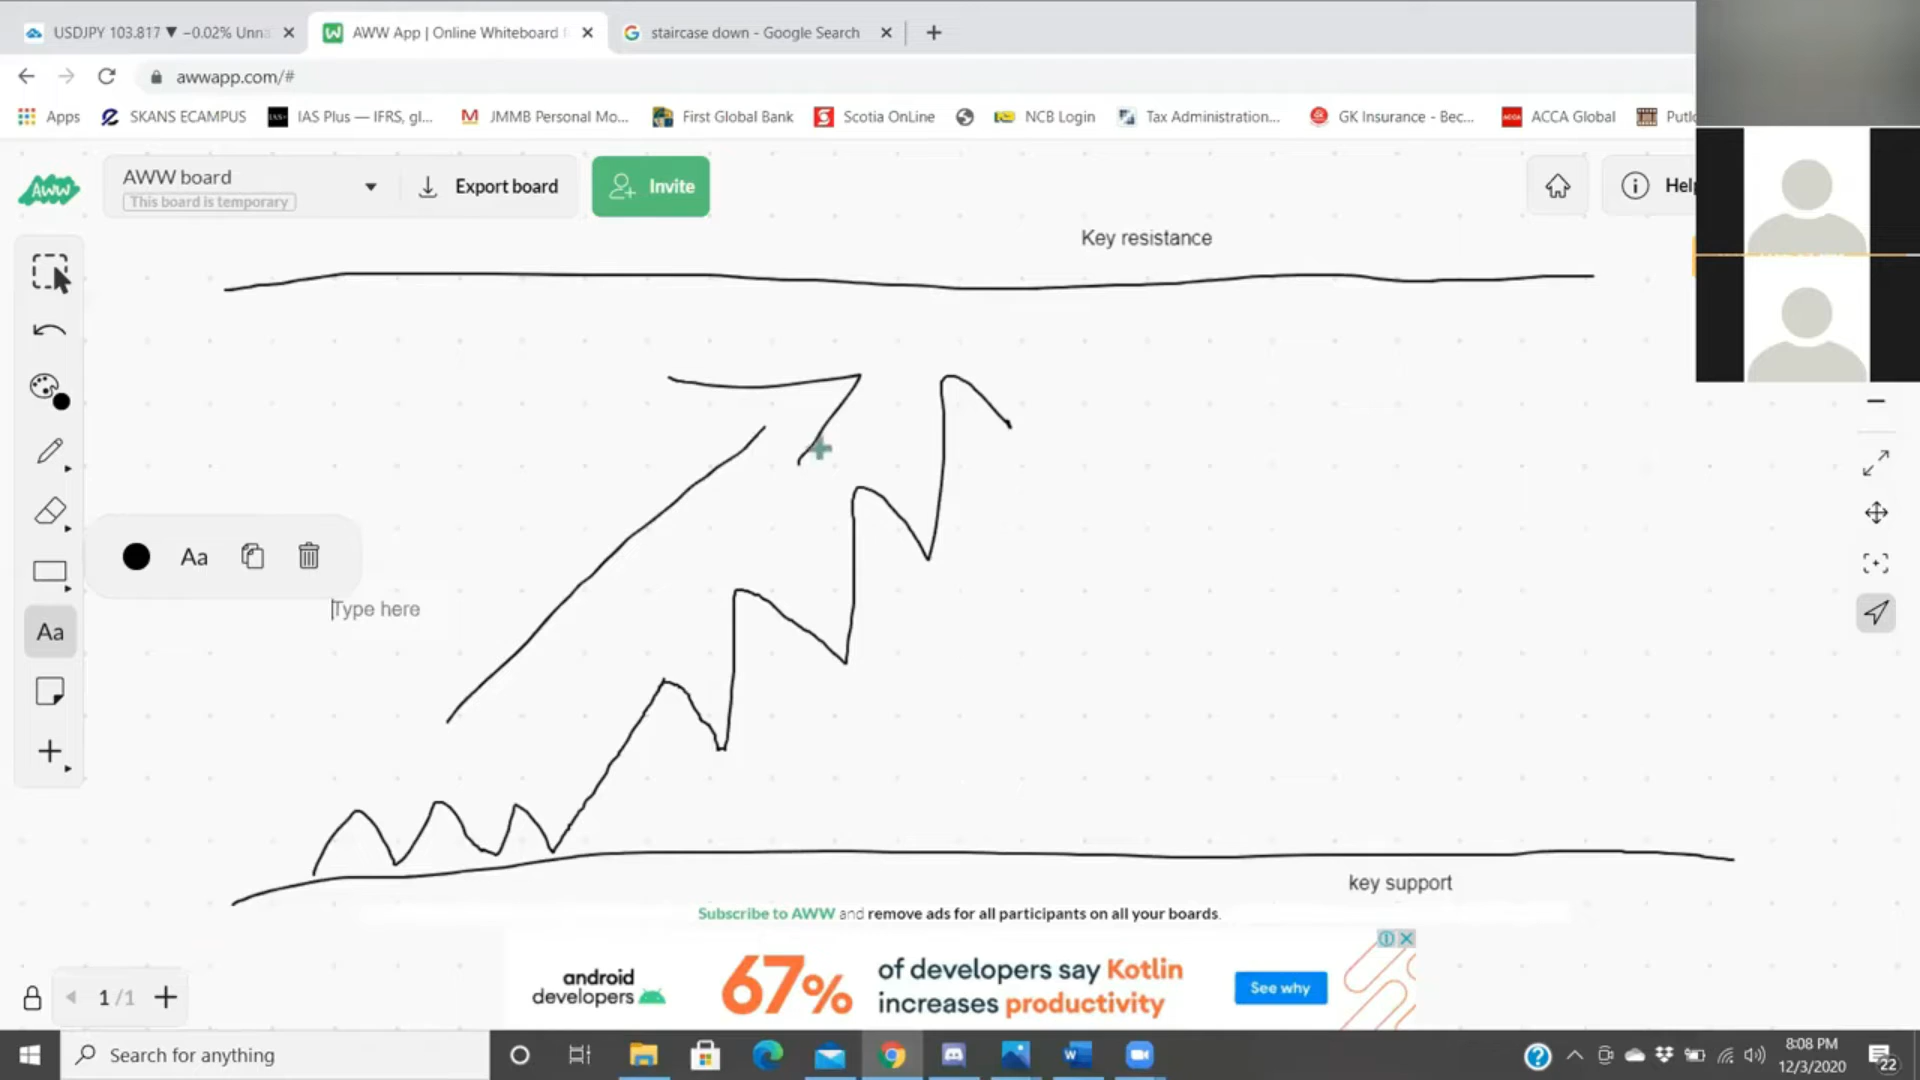 USDJPY 103.817 ▼ −0.02% Unna
AWW App | Online Whiteboard f
staircase down - Google Search
awwapp.com/#
Apps
SKANS ECAMPUS
IAS Plus — IFRS, gl...
JMMB Personal Mo...
First Global Bank
Scotia OnLine
NCB Login
Tax Administration...
GK Insurance - Bec...
ACCA Global
Putlo
AWW
AWW board
This board is temporary
Export board
Invite
Help
Key resistance
Aa
Type here
Aa
key support
Subscribe to AWW and remove ads for all participants on all your boards.
android
developers
67%
of developers say Kotlin
increases productivity
See why
1 /1
Search for anything
8:08 PM
12/3/2020
22